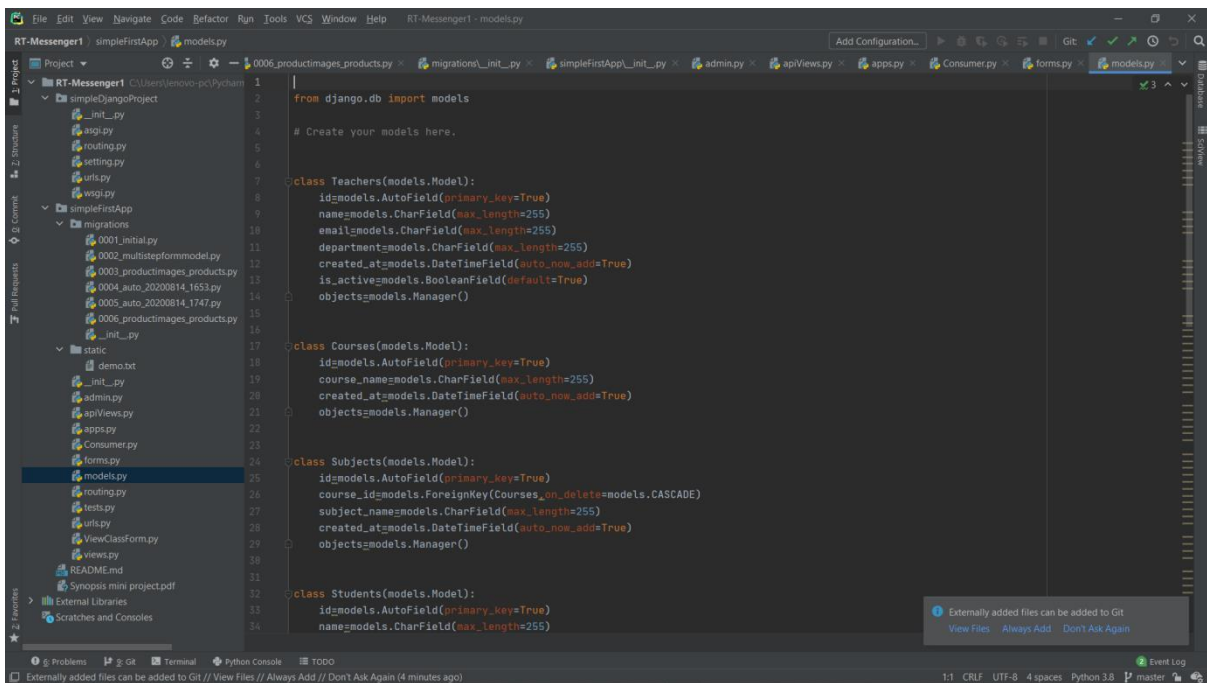 File Edit View Navigate Code Refactor Run Tools VCS Window Help RT-Messenger1 - models.py
RT-Messenger1 simpleFirstApp models.py Add Configuration... Git:
Project 0006_productimages_products.py migrations\_init_.py simpleFirstApp\_init_.py admin.py apiViews.py apps.py Consumer.py forms.py models.py
1: Project
Z: Structure
0: Commit
Pull Requests
2: Favorites
RT-Messenger1 C:\Users\lenovo-pc\Pycharm
simpleDjangoProject
__init__.py
asgi.py
routing.py
setting.py
urls.py
wsgi.py
simpleFirstApp
migrations
0001_initial.py
0002_multistepformmodel.py
0003_productimages_products.py
0004_auto_20200814_1653.py
0005_auto_20200814_1747.py
0006_productimages_products.py
__init__.py
static
demo.txt
__init__.py
admin.py
apiViews.py
apps.py
Consumer.py
forms.py
models.py
routing.py
tests.py
urls.py
ViewClassForm.py
views.py
README.md
Synopsis mini project.pdf
External Libraries
Scratches and Consoles
1
2 from django.db import models
3
4 # Create your models here.
5
6
7 class Teachers(models.Model):
8 id=models.AutoField(primary_key=True)
9 name=models.CharField(max_length=255)
10 email=models.CharField(max_length=255)
11 department=models.CharField(max_length=255)
12 created_at=models.DateTimeField(auto_now_add=True)
13 is_active=models.BooleanField(default=True)
14 objects=models.Manager()
15
16
17 class Courses(models.Model):
18 id=models.AutoField(primary_key=True)
19 course_name=models.CharField(max_length=255)
20 created_at=models.DateTimeField(auto_now_add=True)
21 objects=models.Manager()
22
23
24 class Subjects(models.Model):
25 id=models.AutoField(primary_key=True)
26 course_id=models.ForeignKey(Courses,on_delete=models.CASCADE)
27 subject_name=models.CharField(max_length=255)
28 created_at=models.DateTimeField(auto_now_add=True)
29 objects=models.Manager()
30
31
32 class Students(models.Model):
33 id=models.AutoField(primary_key=True)
34 name=models.CharField(max_length=255)
3
Database
SciView
Externally added files can be added to Git
View Files Always Add Don't Ask Again
6: Problems 9: Git Terminal Python Console TODO 2 Event Log
Externally added files can be added to Git // View Files // Always Add // Don't Ask Again (4 minutes ago) 1:1 CRLF UTF-8 4 spaces Python 3.8 master